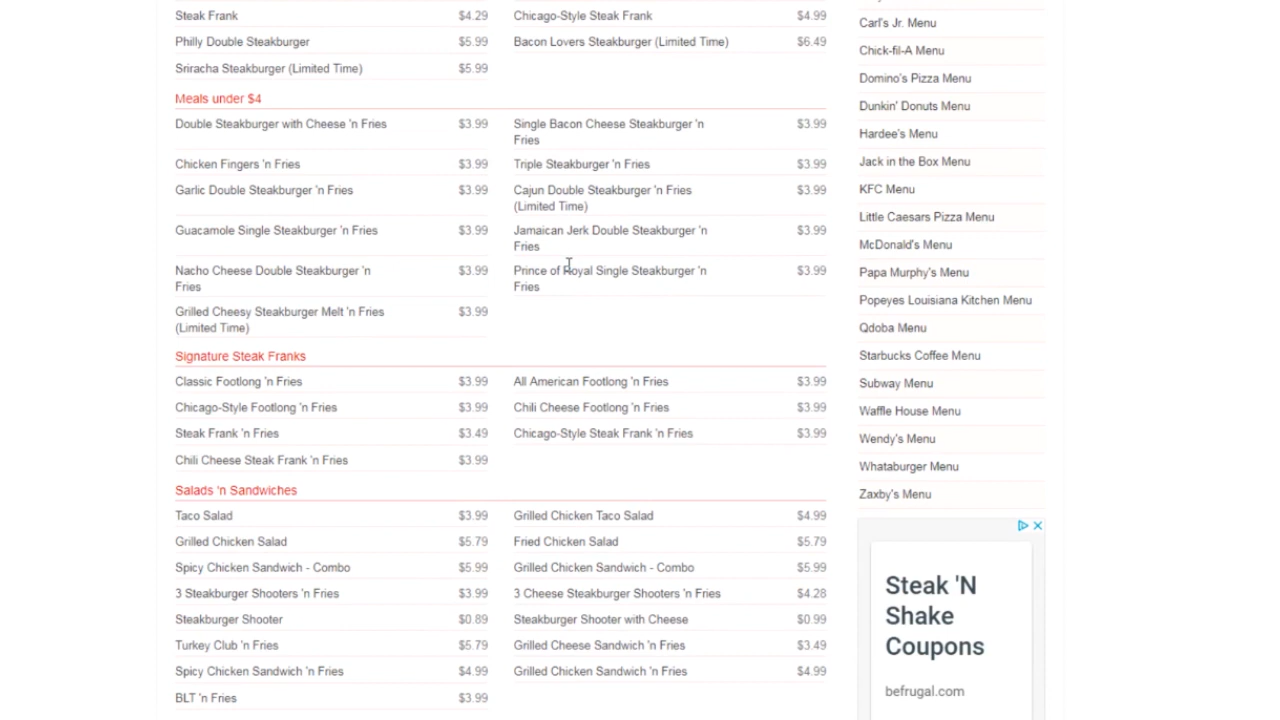 Steak Frank $4.29 Chicago-Style Steak Frank $4.99
Philly Double Steakburger $5.99 Bacon Lovers Steakburger (Limited Time) $6.49
Sriracha Steakburger (Limited Time) $5.99
Meals under $4
Double Steakburger with Cheese 'n Fries $3.99 Single Bacon Cheese Steakburger 'n $3.99
Fries
Chicken Fingers 'n Fries $3.99 Triple Steakburger 'n Fries $3.99
Garlic Double Steakburger 'n Fries $3.99 Cajun Double Steakburger 'n Fries $3.99
(Limited Time)
Guacamole Single Steakburger 'n Fries $3.99 Jamaican Jerk Double Steakburger 'n $3.99
Fries
Nacho Cheese Double Steakburger 'n $3.99 Prince of Royal Single Steakburger 'n $3.99
Fries Fries
Grilled Cheesy Steakburger Melt 'n Fries $3.99
(Limited Time)
Signature Steak Franks
Classic Footlong 'n Fries $3.99 All American Footlong 'n Fries $3.99
Chicago-Style Footlong 'n Fries $3.99 Chili Cheese Footlong 'n Fries $3.99
Steak Frank 'n Fries $3.49 Chicago-Style Steak Frank 'n Fries $3.99
Chili Cheese Steak Frank 'n Fries $3.99
Salads 'n Sandwiches
Taco Salad $3.99 Grilled Chicken Taco Salad $4.99
Grilled Chicken Salad $5.79 Fried Chicken Salad $5.79
Spicy Chicken Sandwich - Combo $5.99 Grilled Chicken Sandwich - Combo $5.99
3 Steakburger Shooters 'n Fries $3.99 3 Cheese Steakburger Shooters 'n Fries $4.28
Steakburger Shooter $0.89 Steakburger Shooter with Cheese $0.99
Turkey Club 'n Fries $5.79 Grilled Cheese Sandwich 'n Fries $3.49
Spicy Chicken Sandwich 'n Fries $4.99 Grilled Chicken Sandwich 'n Fries $4.99
BLT 'n Fries $3.99
Carl's Jr. Menu
Chick-fil-A Menu
Domino's Pizza Menu
Dunkin' Donuts Menu
Hardee's Menu
Jack in the Box Menu
KFC Menu
Little Caesars Pizza Menu
McDonald's Menu
Papa Murphy's Menu
Popeyes Louisiana Kitchen Menu
Qdoba Menu
Starbucks Coffee Menu
Subway Menu
Waffle House Menu
Wendy's Menu
Whataburger Menu
Zaxby's Menu
Steak 'N
Shake
Coupons
befrugal.com